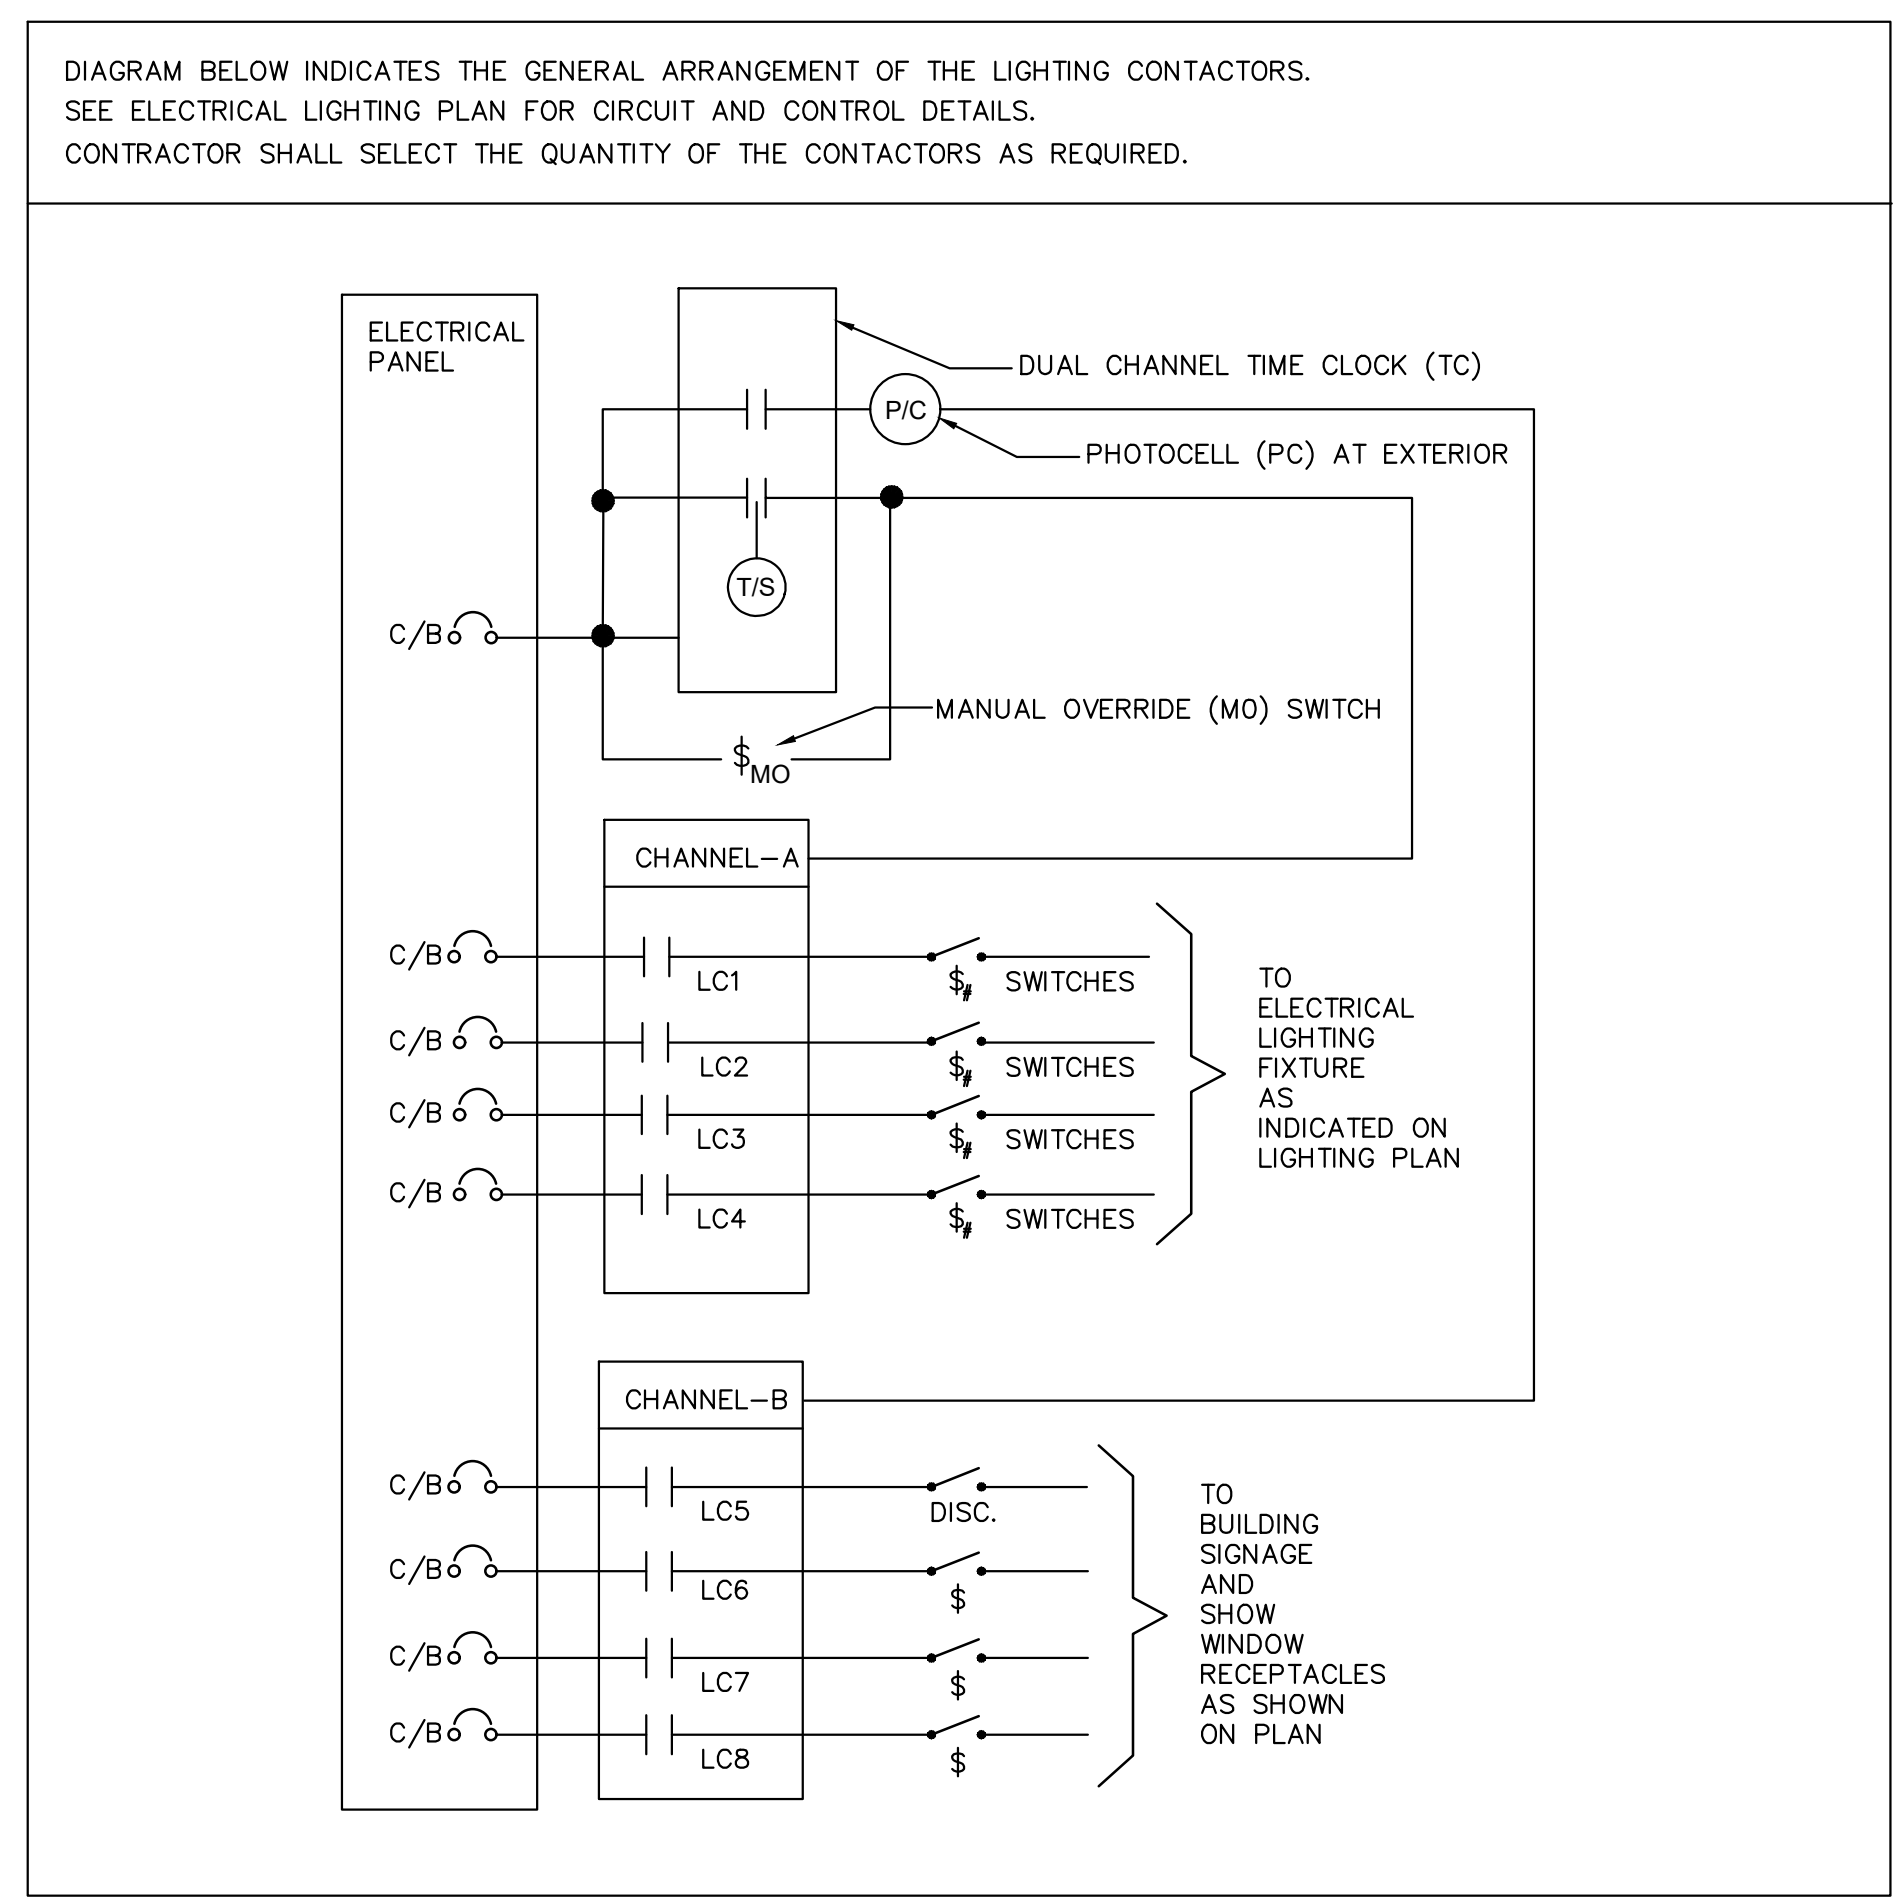 DIAGRAM BELOW INDICATES THE GENERAL ARRANGEMENT OF THE LIGHTING CONTACTORS.
SEE ELECTRICAL LIGHTING PLAN FOR CIRCUIT AND CONTROL DETAILS.
CONTRACTOR SHALL SELECT THE QUANTITY OF THE CONTACTORS AS REQUIRED.
ELECTRICAL
PANEL
DUAL CHANNEL TIME CLOCK (TC)
P/C
PHOTOCELL (PC) AT EXTERIOR
T/S
C/B
MANUAL OVERRIDE (MO) SWITCH
$MO
CHANNEL-A
C/B
LC1
$# SWITCHES
C/B
LC2
$# SWITCHES
C/B
LC3
$# SWITCHES
C/B
LC4
$# SWITCHES
TO
ELECTRICAL
LIGHTING
FIXTURE
AS
INDICATED ON
LIGHTING PLAN
CHANNEL-B
C/B
LC5
DISC.
C/B
LC6
$
C/B
LC7
$
C/B
LC8
$
TO
BUILDING
SIGNAGE
AND
SHOW
WINDOW
RECEPTACLES
AS SHOWN
ON PLAN